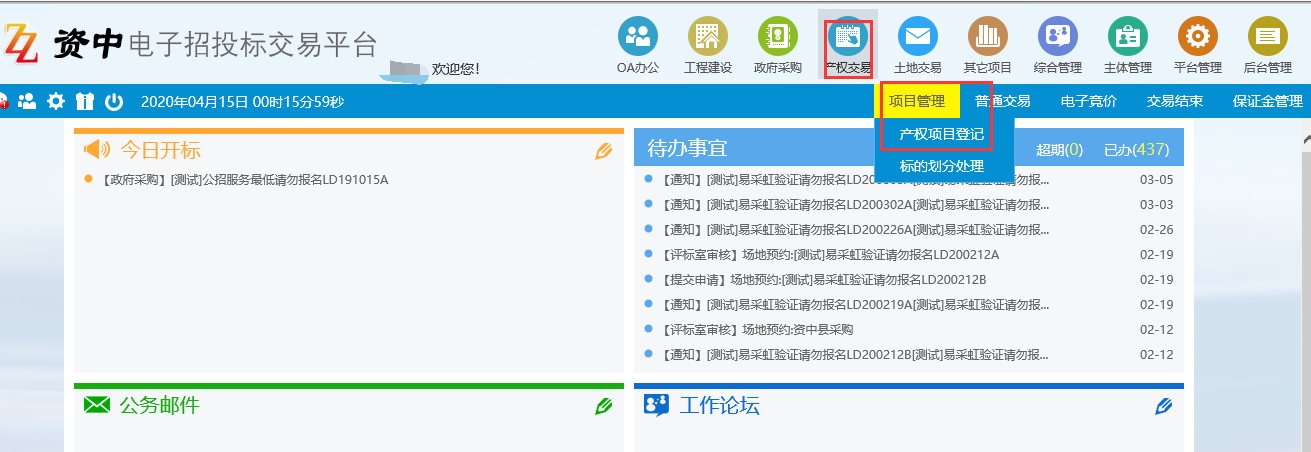 资中电子招投标交易平台
欢迎您!
OA办公 工程建设 政府采购 产权交易 土地交易 其它项目 综合管理 主体管理 平台管理 后台管理
2020年04月15日 00时15分59秒
项目管理 普通交易 电子竞价 交易结束 保证金管理
产权项目登记
标的划分处理
今日开标
【政府采购】[测试]公招服务最低请勿报名LD191015A
待办事宜 超期(0) 已办(437)
【通知】[测试]易采虹验证请勿报名 [测试]易采虹验证请勿报... 03-05
【通知】[测试]易采虹验证请勿报名LD200302A[测试]易采虹验证请勿报... 03-03
【通知】[测试]易采虹验证请勿报名LD200226A[测试]易采虹验证请勿报... 02-26
【评标室审核】场地预约:[测试]易采虹验证请勿报名LD200212A 02-19
【提交申请】场地预约:[测试]易采虹验证请勿报名LD200212B 02-19
【通知】[测试]易采虹验证请勿报名LD200219A[测试]易采虹验证请勿报... 02-19
【评标室审核】场地预约:资中县采购 02-12
【通知】[测试]易采虹验证请勿报名LD200212B[测试]易采虹验证请勿报... 02-12
公务邮件
工作论坛